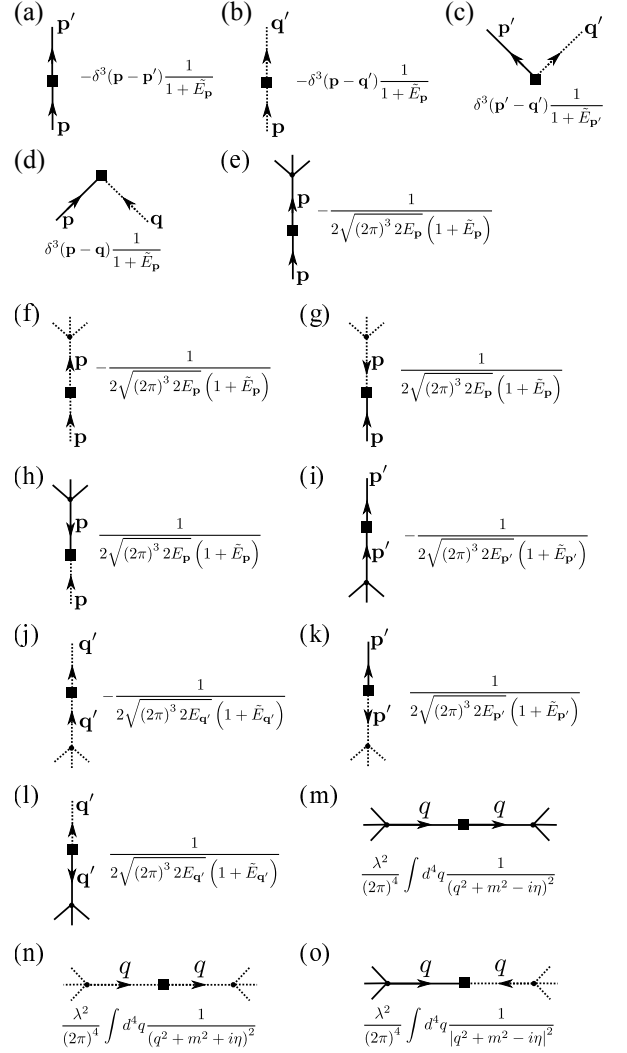 (a) p′ −δ³(p − p′) 1/(1 + Ẽ_p) p
(b) q′ −δ³(p − q′) 1/(1 + Ẽ_p) p
(c) p′ q′ δ³(p′ − q′) 1/(1 + Ẽ_p′)
(d) p q δ³(p − q) 1/(1 + Ẽ_p)
(e) p − 1/(2√((2π)³ 2E_p) (1 + Ẽ_p)) p
(f) p − 1/(2√((2π)³ 2E_p) (1 + Ẽ_p)) p
(g) p 1/(2√((2π)³ 2E_p) (1 + Ẽ_p)) p
(h) p 1/(2√((2π)³ 2E_p) (1 + Ẽ_p)) p
(i) p′ − 1/(2√((2π)³ 2E_p′) (1 + Ẽ_p′)) p′
(j) q′ − 1/(2√((2π)³ 2E_q′) (1 + Ẽ_q′)) q′
(k) p′ 1/(2√((2π)³ 2E_p′) (1 + Ẽ_p′)) p′
(l) q′ 1/(2√((2π)³ 2E_q′) (1 + Ẽ_q′)) q′
(m) q q
λ²/(2π)⁴ ∫ d⁴q 1/(q² + m² − iη)²
(n) q q
λ²/(2π)⁴ ∫ d⁴q 1/(q² + m² + iη)²
(o) q q
λ²/(2π)⁴ ∫ d⁴q 1/|q² + m² − iη|²